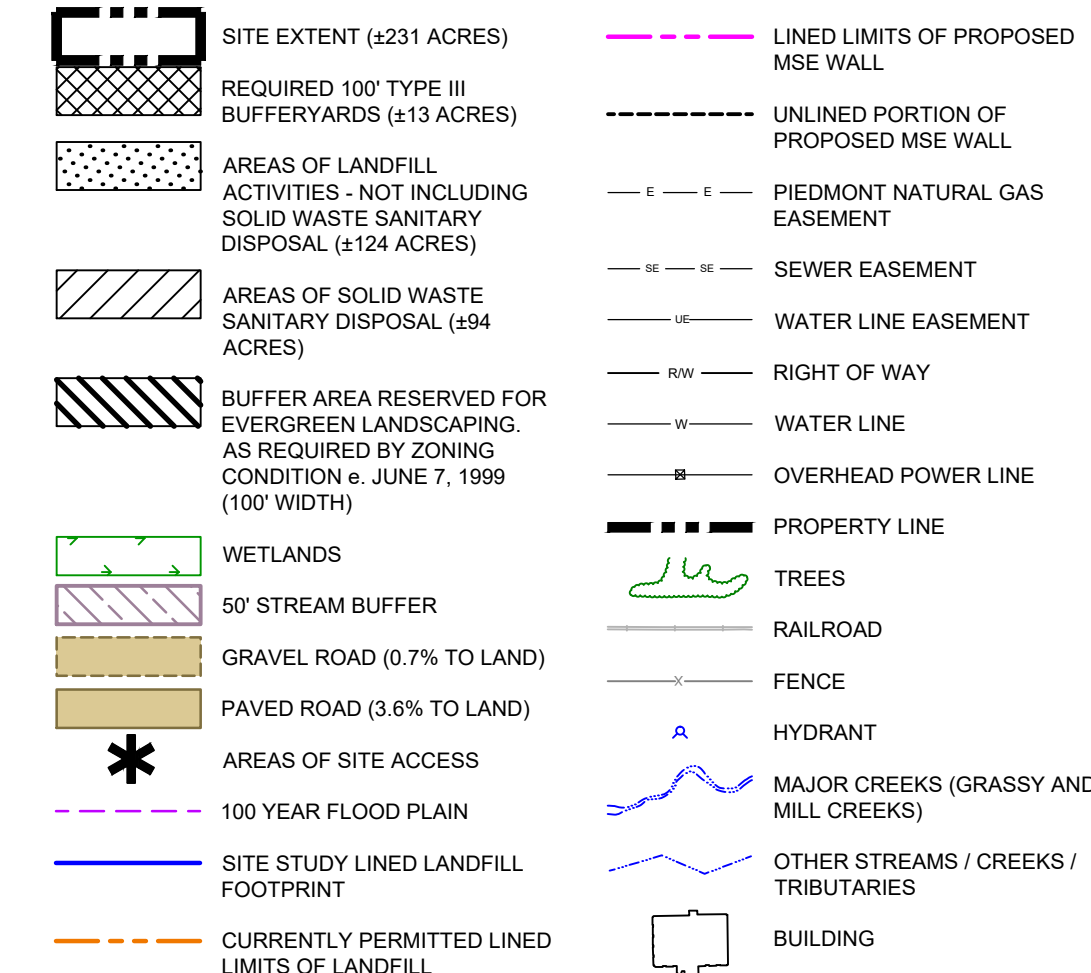 SITE EXTENT (±231 ACRES)
REQUIRED 100' TYPE III
BUFFERYARDS (±13 ACRES)
AREAS OF LANDFILL
ACTIVITIES - NOT INCLUDING
SOLID WASTE SANITARY
DISPOSAL (±124 ACRES)
AREAS OF SOLID WASTE
SANITARY DISPOSAL (±94
ACRES)
BUFFER AREA RESERVED FOR
EVERGREEN LANDSCAPING.
AS REQUIRED BY ZONING
CONDITION e. JUNE 7, 1999
(100' WIDTH)
WETLANDS
50' STREAM BUFFER
GRAVEL ROAD (0.7% TO LAND)
PAVED ROAD (3.6% TO LAND)
AREAS OF SITE ACCESS
100 YEAR FLOOD PLAIN
SITE STUDY LINED LANDFILL
FOOTPRINT
CURRENTLY PERMITTED LINED
LIMITS OF LANDFILL
LINED LIMITS OF PROPOSED
MSE WALL
UNLINED PORTION OF
PROPOSED MSE WALL
E E PIEDMONT NATURAL GAS
EASEMENT
SE SE SEWER EASEMENT
UE WATER LINE EASEMENT
R/W RIGHT OF WAY
W WATER LINE
OVERHEAD POWER LINE
PROPERTY LINE
TREES
RAILROAD
X FENCE
HYDRANT
MAJOR CREEKS (GRASSY AND
MILL CREEKS)
OTHER STREAMS / CREEKS /
TRIBUTARIES
BUILDING